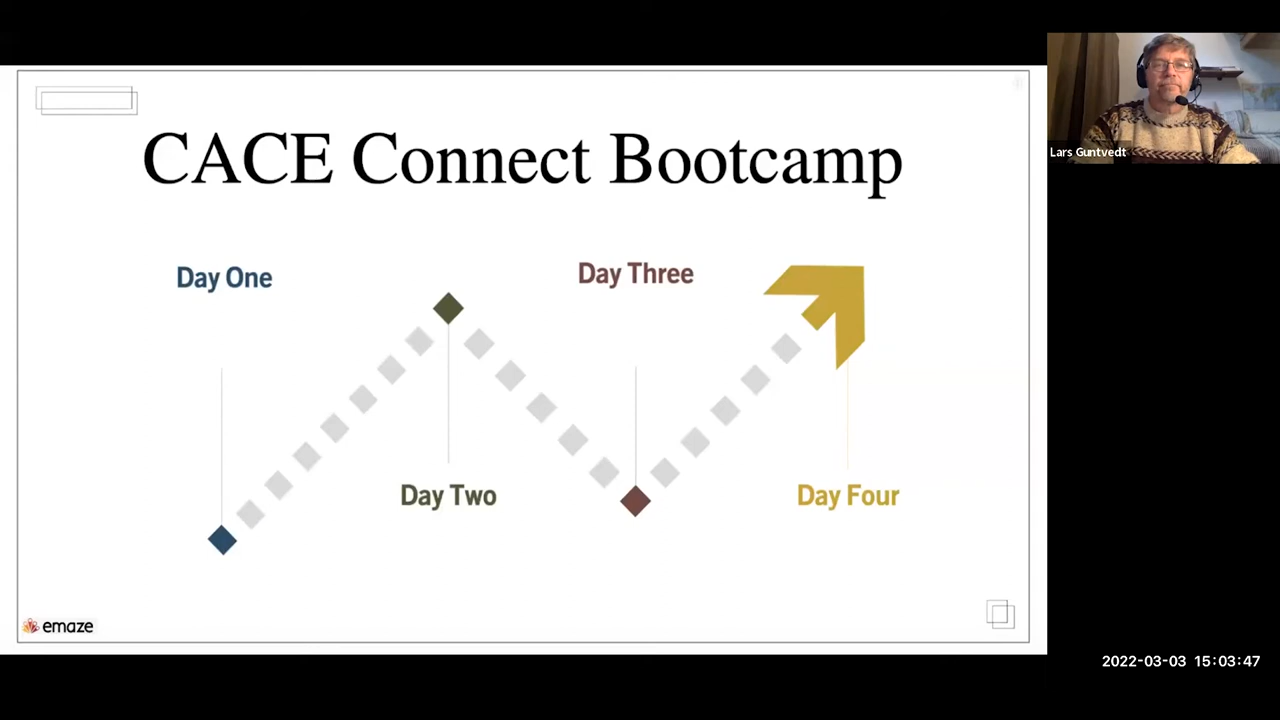 CACE Connect Bootcamp
Day One
Day Three
Day Two
Day Four
emaze
Lars Guntvedt
2022-03-03 15:03:47